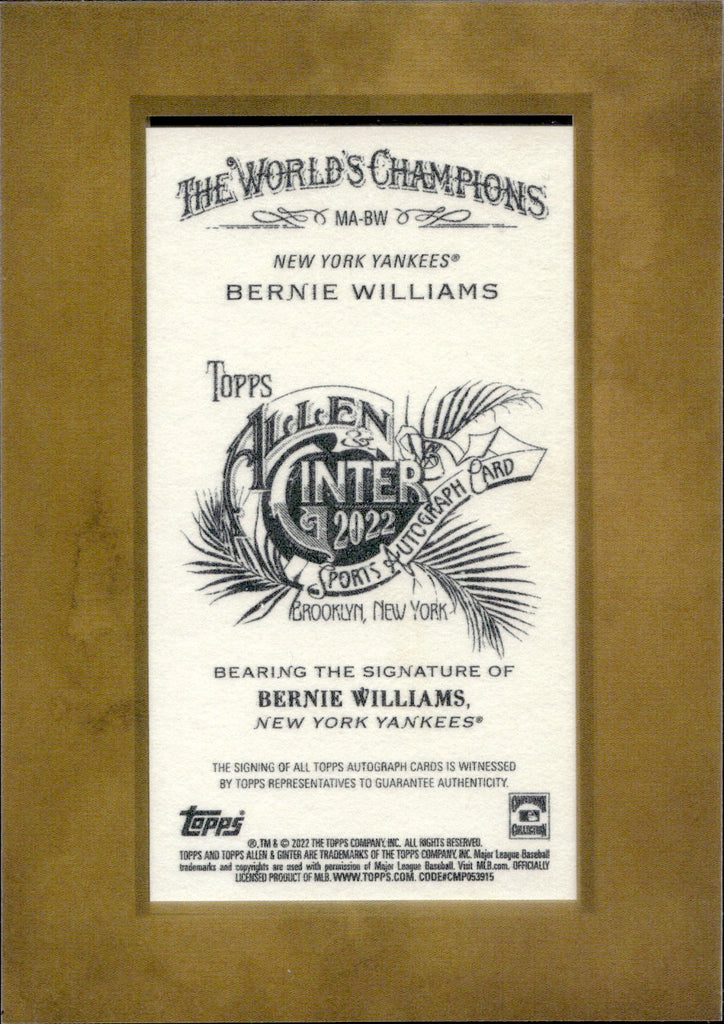 THE WORLD'S CHAMPIONS
MA-BW
NEW YORK YANKEES®
BERNIE WILLIAMS
TOPPS
ALLEN
&
GINTER
2022
SPORTS AUTOGRAPH CARD
BROOKLYN, NEW YORK
BEARING THE SIGNATURE OF
BERNIE WILLIAMS,
NEW YORK YANKEES®
THE SIGNING OF ALL TOPPS AUTOGRAPH CARDS IS WITNESSED
BY TOPPS REPRESENTATIVES TO GUARANTEE AUTHENTICITY.
topps
®, TM & © 2022 THE TOPPS COMPANY, INC. ALL RIGHTS RESERVED.
TOPPS AND TOPPS ALLEN & GINTER ARE TRADEMARKS OF THE TOPPS COMPANY, INC. Major League Baseball
trademarks and copyrights are used with permission of Major League Baseball. Visit MLB.com. OFFICIALLY
LICENSED PRODUCT OF MLB. WWW.TOPPS.COM. CODE#CMP053915